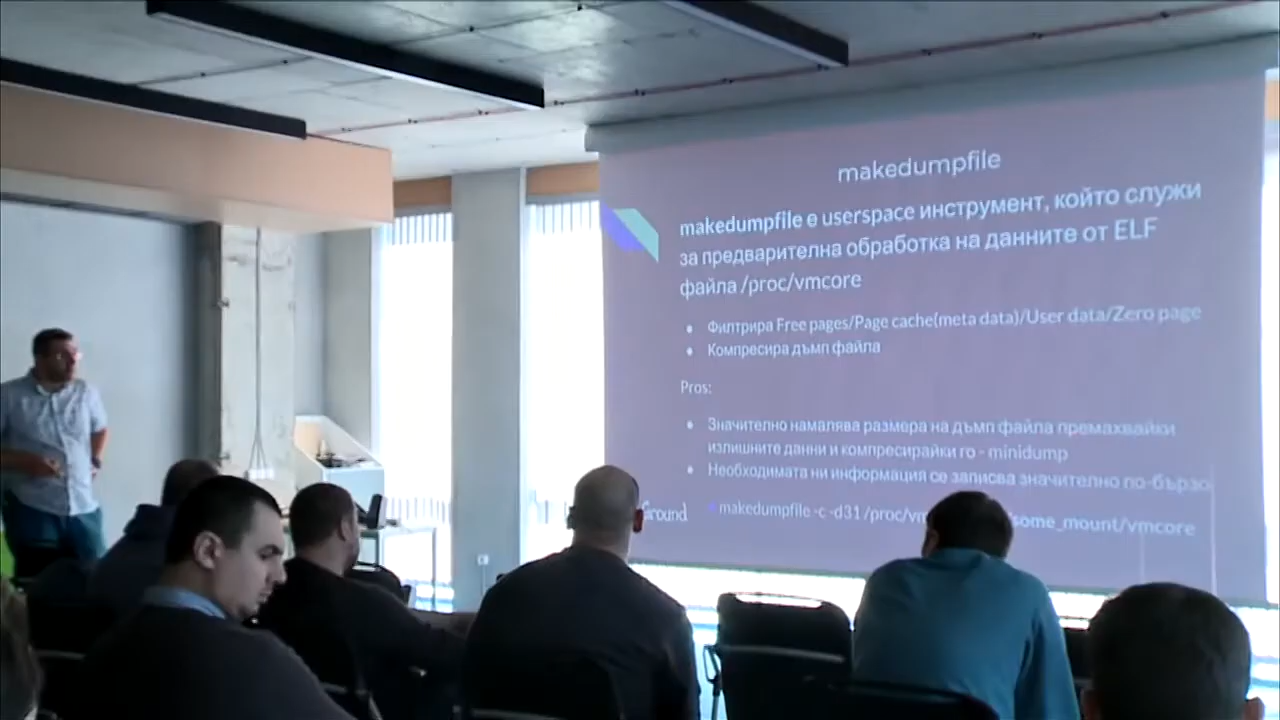 makedumpfile
makedumpfile е userspace инструмент, който служи
за предварителна обработка на данните от ELF
файла /proc/vmcore
● Филтрира Free pages/Page cache(meta data)/User data/Zero page
● Компресира дъмп файла
Pros:
● Значително намалява размера на дъмп файла премахвайки
излишните данни и компресирайки го - minidump
● Необходимата ни информация се записва значително по-бързо
makedumpfile -c -d31 /proc/vm some_mount/vmcore
Ground